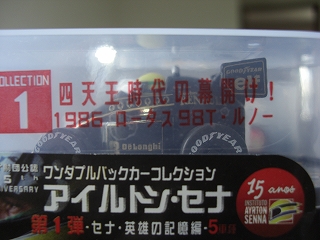 COLLECTION
1
四天王時代の幕開け!
1986 ロータス98T・ルノー
GOODYEAR
GOODYEAR
De Longhi
GOODYEAR
ワンダフルバックカーコレクション
アイルトン・セナ
第1弾・セナ・英雄の記憶編・5
15 anos
INSTITUTO
AYRTON
SENNA